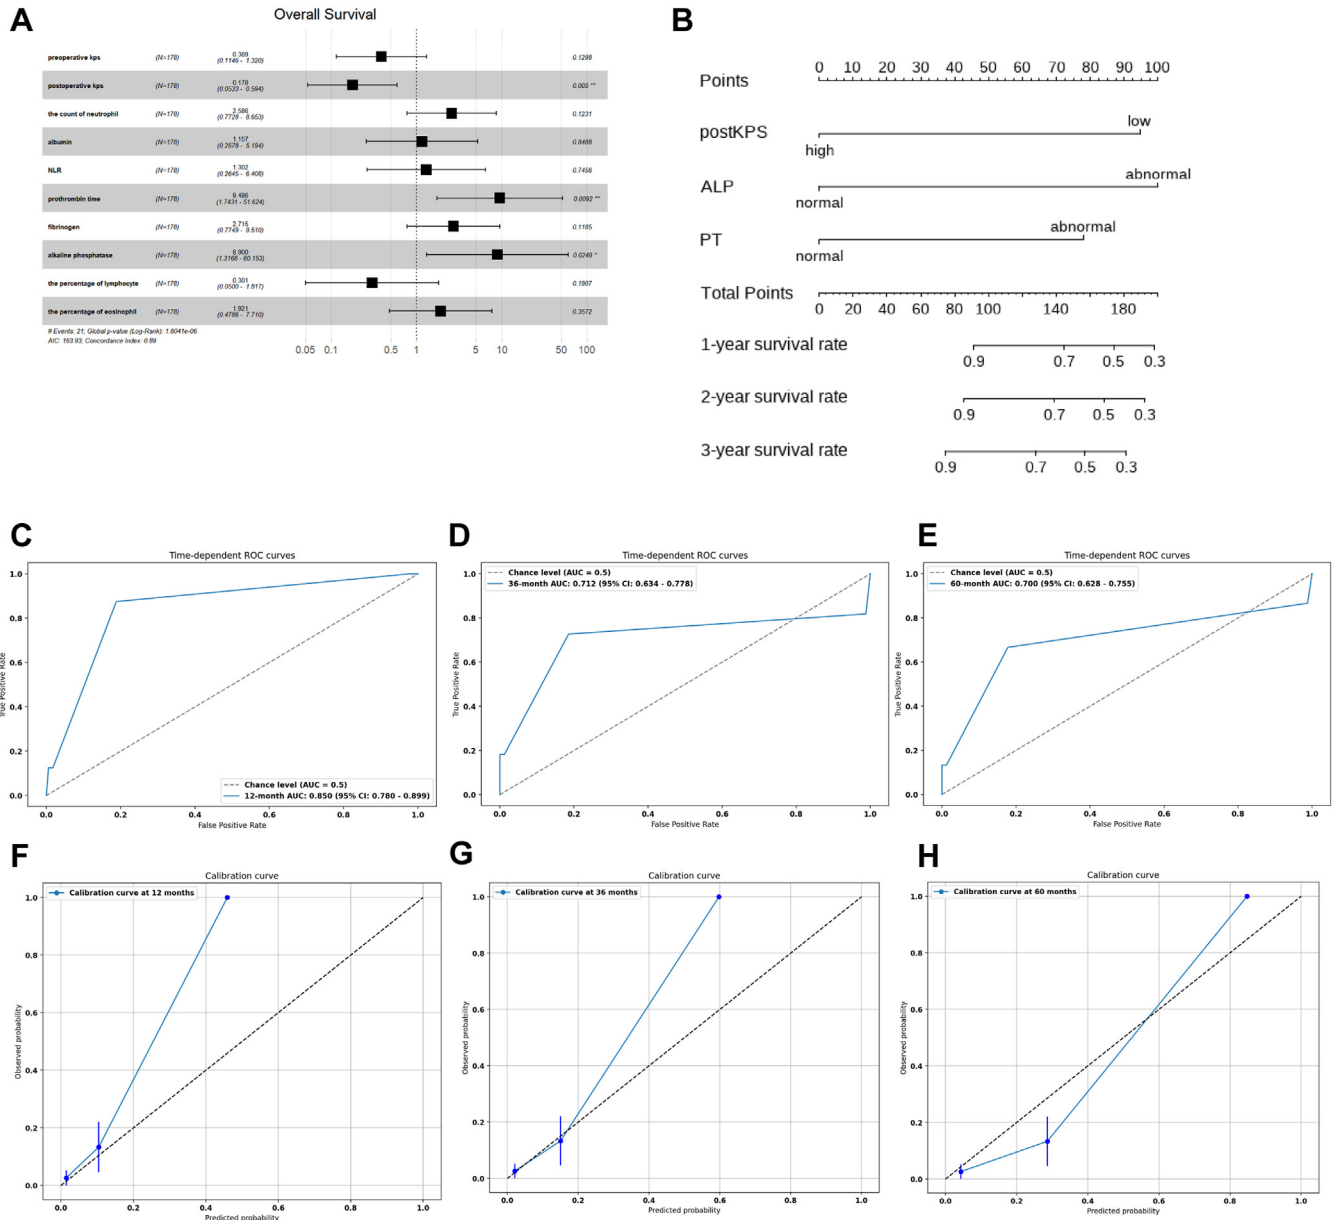 A
Overall Survival
preoperative kps (N=178) 0.389 (0.1146 - 1.320) 0.1298
postoperative kps (N=178) 0.178 (0.0533 - 0.594) 0.005 **
the count of neutrophil (N=178) 2.586 (0.7728 - 8.653) 0.1231
albumin (N=178) 1.157 (0.2578 - 5.194) 0.8488
NLR (N=178) 1.302 (0.2645 - 6.408) 0.7456
prothrombin time (N=178) 9.486 (1.7431 - 51.624) 0.0092 **
fibrinogen (N=178) 2.715 (0.7749 - 9.510) 0.1185
alkaline phosphatase (N=178) 8.900 (1.3168 - 60.153) 0.0249 *
the percentage of lymphocyte (N=178) 0.301 (0.0500 - 1.817) 0.1907
the percentage of eosinophil (N=178) 1.921 (0.4786 - 7.710) 0.3572
# Events: 21; Global p-value (Log-Rank): 1.8041e-06
AIC: 163.93; Concordance Index: 0.89
0.05 0.1 0.5 1 5 10 50 100
B
Points 0 10 20 30 40 50 60 70 80 90 100
postKPS low
high
ALP abnormal
normal
PT abnormal
normal
Total Points 0 20 40 60 80 100 140 180
1-year survival rate 0.9 0.7 0.5 0.3
2-year survival rate 0.9 0.7 0.5 0.3
3-year survival rate 0.9 0.7 0.5 0.3
C
Time-dependent ROC curves
True Positive Rate
1.0
0.8
0.6
0.4
0.2
0.0
Chance level (AUC = 0.5)
12-month AUC: 0.850 (95% CI: 0.780 - 0.899)
0.0 0.2 0.4 0.6 0.8 1.0
False Positive Rate
D
Time-dependent ROC curves
Chance level (AUC = 0.5)
36-month AUC: 0.712 (95% CI: 0.634 - 0.778)
True Positive Rate
1.0
0.8
0.6
0.4
0.2
0.0
0.0 0.2 0.4 0.6 0.8 1.0
False Positive Rate
E
Time-dependent ROC curves
Chance level (AUC = 0.5)
60-month AUC: 0.700 (95% CI: 0.628 - 0.755)
True Positive Rate
1.0
0.8
0.6
0.4
0.2
0.0
0.0 0.2 0.4 0.6 0.8 1.0
False Positive Rate
F
Calibration curve
Calibration curve at 12 months
Observed probability
1.0
0.8
0.6
0.4
0.2
0.0
0.0 0.2 0.4 0.6 0.8 1.0
Predicted probability
G
Calibration curve
Calibration curve at 36 months
Observed probability
1.0
0.8
0.6
0.4
0.2
0.0
0.0 0.2 0.4 0.6 0.8 1.0
Predicted probability
H
Calibration curve
Calibration curve at 60 months
Observed probability
1.0
0.8
0.6
0.4
0.2
0.0
0.0 0.2 0.4 0.6 0.8 1.0
Predicted probability